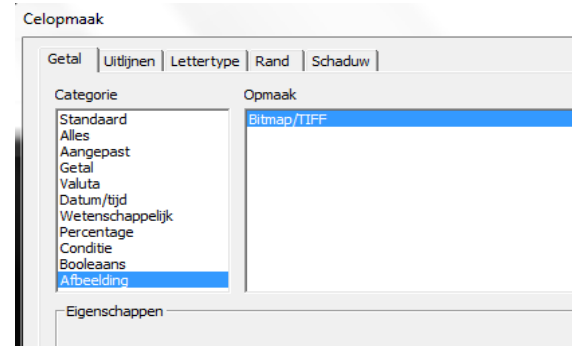 Celopmaak
Getal Uitlijnen Lettertype Rand Schaduw
Categorie Opmaak
Standaard Bitmap/TIFF
Alles
Aangepast
Getal
Valuta
Datum/tijd
Wetenschappelijk
Percentage
Conditie
Booleaans
Afbeelding
Eigenschappen